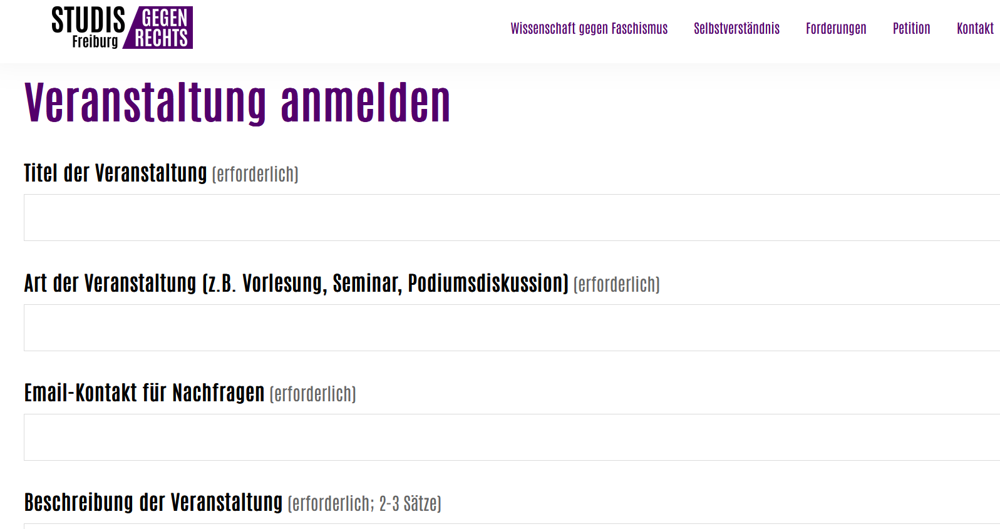 STUDIS
Freiburg
GEGEN
RECHTS
Wissenschaft gegen Faschismus Selbstverständnis Forderungen Petition Kontakt
Veranstaltung anmelden
Titel der Veranstaltung (erforderlich)
Art der Veranstaltung (z.B. Vorlesung, Seminar, Podiumsdiskussion) (erforderlich)
Email-Kontakt für Nachfragen (erforderlich)
Beschreibung der Veranstaltung (erforderlich; 2-3 Sätze)